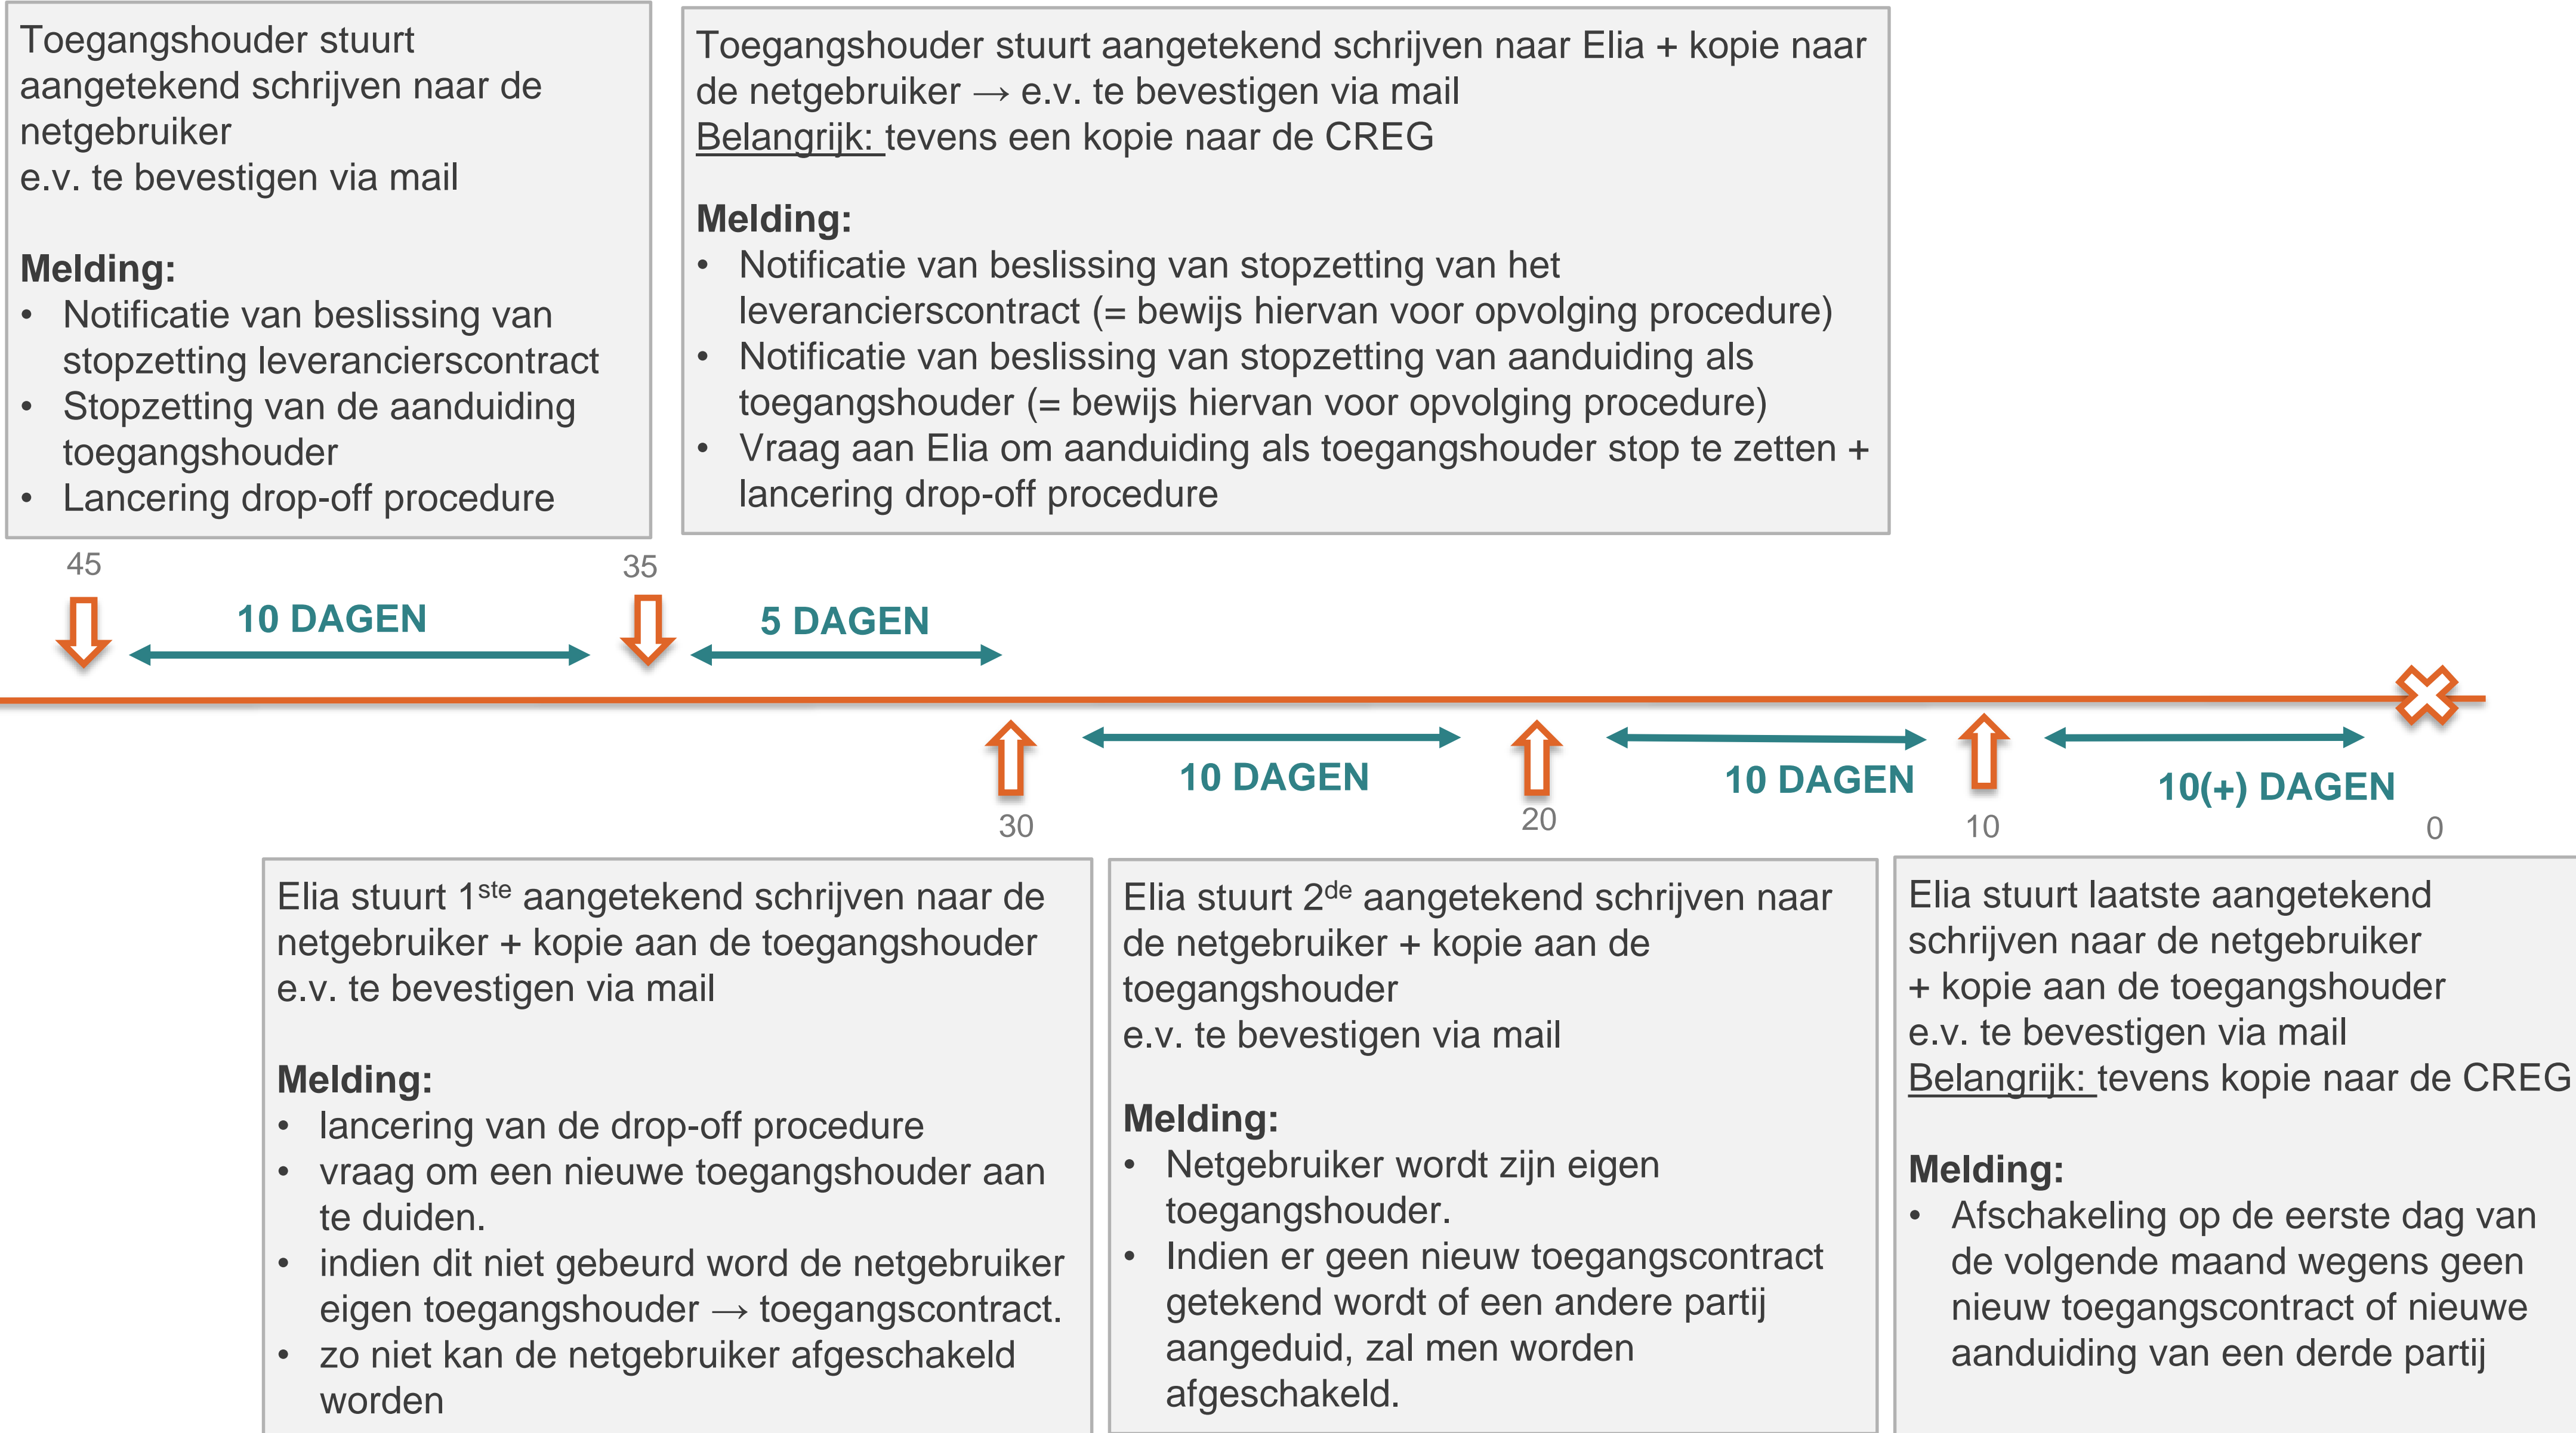 Toegangshouder stuurt
aangetekend schrijven naar de
netgebruiker
e.v. te bevestigen via mail
Melding:
• Notificatie van beslissing van
stopzetting leverancierscontract
• Stopzetting van de aanduiding
toegangshouder
• Lancering drop-off procedure
Toegangshouder stuurt aangetekend schrijven naar Elia + kopie naar
de netgebruiker → e.v. te bevestigen via mail
Belangrijk: tevens een kopie naar de CREG
Melding:
• Notificatie van beslissing van stopzetting van het
leverancierscontract (= bewijs hiervan voor opvolging procedure)
• Notificatie van beslissing van stopzetting van aanduiding als
toegangshouder (= bewijs hiervan voor opvolging procedure)
• Vraag aan Elia om aanduiding als toegangshouder stop te zetten +
lancering drop-off procedure
45
35
10 DAGEN
5 DAGEN
10 DAGEN
10 DAGEN
10(+) DAGEN
30
20
10
0
Elia stuurt 1ste aangetekend schrijven naar de
netgebruiker + kopie aan de toegangshouder
e.v. te bevestigen via mail
Melding:
• lancering van de drop-off procedure
• vraag om een nieuwe toegangshouder aan
te duiden.
• indien dit niet gebeurd word de netgebruiker
eigen toegangshouder → toegangscontract.
• zo niet kan de netgebruiker afgeschakeld
worden
Elia stuurt 2de aangetekend schrijven naar
de netgebruiker + kopie aan de
toegangshouder
e.v. te bevestigen via mail
Melding:
• Netgebruiker wordt zijn eigen
toegangshouder.
• Indien er geen nieuw toegangscontract
getekend wordt of een andere partij
aangeduid, zal men worden
afgeschakeld.
Elia stuurt laatste aangetekend
schrijven naar de netgebruiker
+ kopie aan de toegangshouder
e.v. te bevestigen via mail
Belangrijk: tevens kopie naar de CREG
Melding:
• Afschakeling op de eerste dag van
de volgende maand wegens geen
nieuw toegangscontract of nieuwe
aanduiding van een derde partij